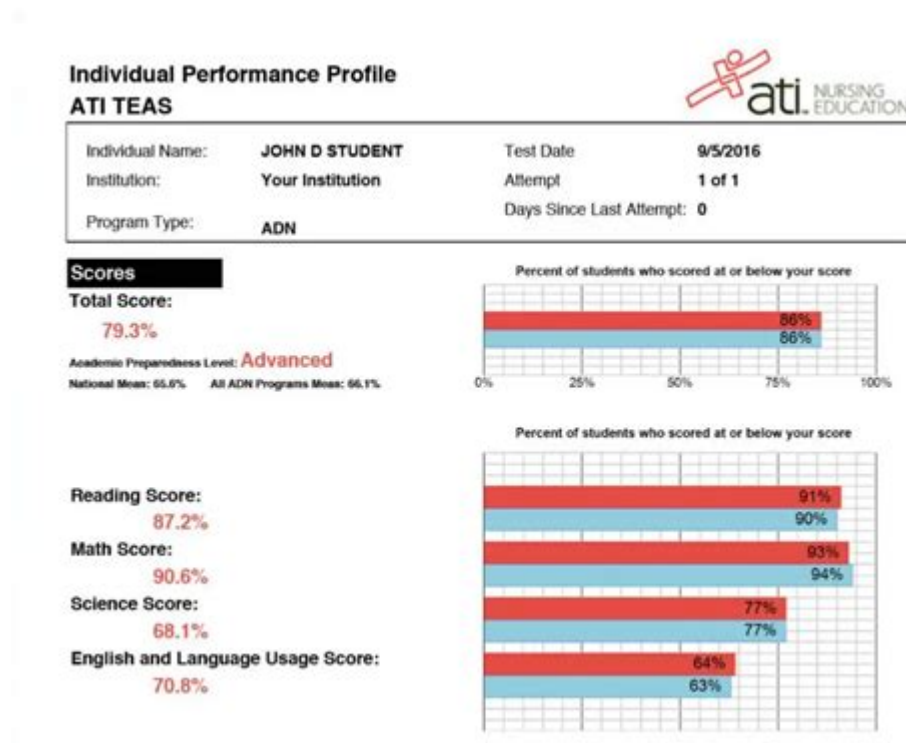 Individual Performance Profile
ATI TEAS
ati NURSING
EDUCATION
Individual Name: JOHN D STUDENT Test Date 9/5/2016
Institution: Your Institution Attempt 1 of 1
Days Since Last Attempt: 0
Program Type: ADN
Scores
Total Score:
79.3%
Academic Preparedness Level: Advanced
National Mean: 65.6% All ADN Programs Mean: 66.1%
Percent of students who scored at or below your score
86%
86%
0% 25% 50% 75% 100%
Percent of students who scored at or below your score
Reading Score:
87.2%
91%
90%
Math Score:
90.6%
93%
94%
Science Score:
68.1%
77%
77%
English and Language Usage Score:
70.8%
64%
63%